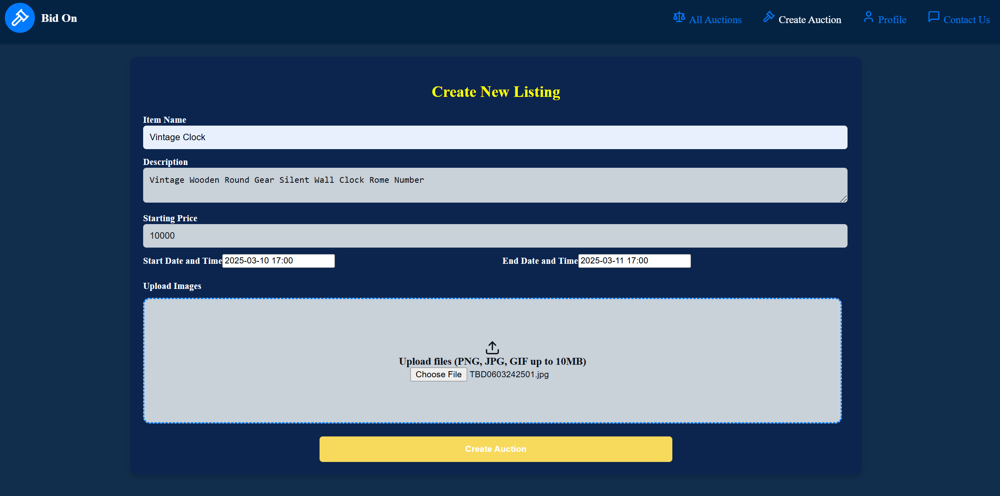 Bid On
All Auctions
Create Auction
Profile
Contact Us
Create New Listing
Item Name
Vintage Clock
Description
Vintage Wooden Round Gear Silent Wall Clock Rome Number
Starting Price
10000
Start Date and Time 2025-03-10 17:00
End Date and Time 2025-03-11 17:00
Upload Images
Upload files (PNG, JPG, GIF up to 10MB)
Choose File TBD0603242501.jpg
Create Auction